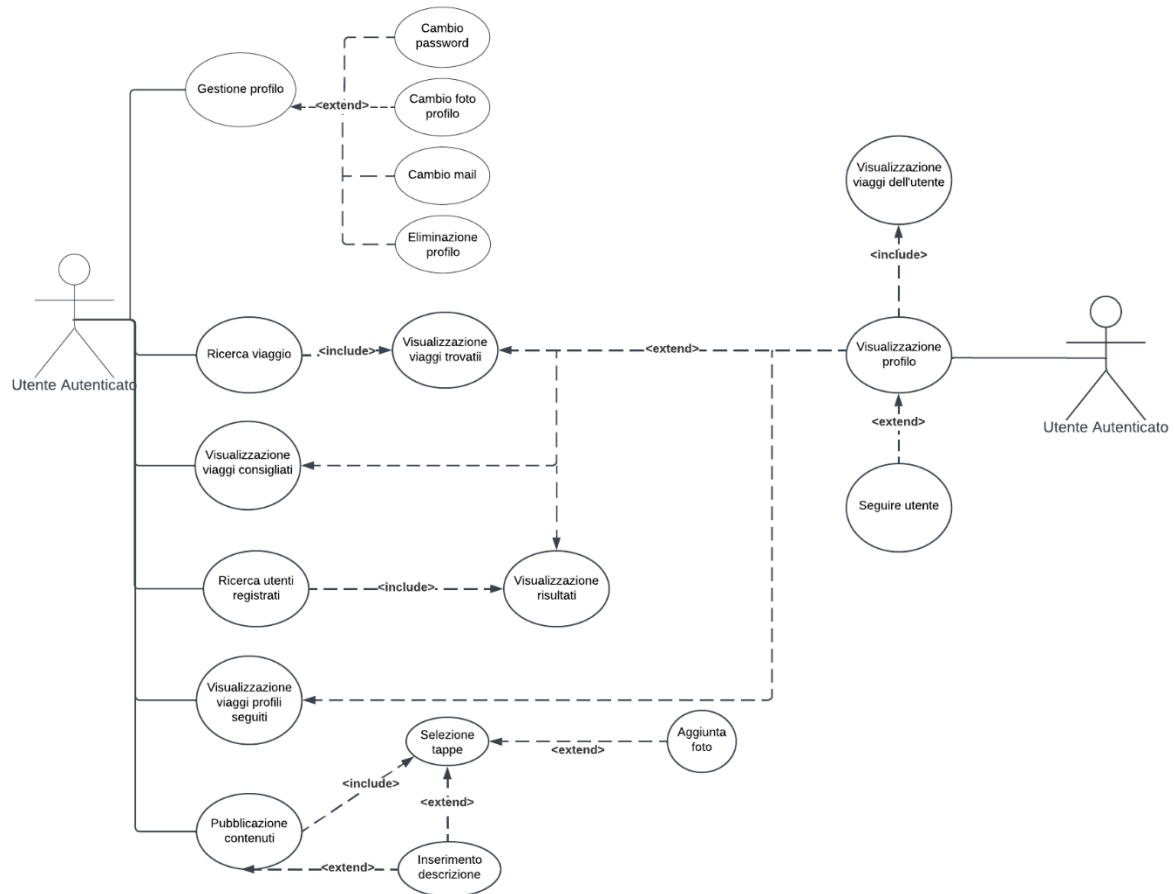 Cambio
password
Gestione profilo
<extend>
Cambio foto
profilo
Cambio mail
Eliminazione
profilo
Visualizzazione
viaggi dell'utente
<include>
Utente Autenticato
Ricerca viaggio
<include>
Visualizzazione
viaggi trovatii
<extend>
Visualizzazione
profilo
Utente Autenticato
<extend>
Visualizzazione
viaggi consigliati
Seguire utente
Ricerca utenti
registrati
<include>
Visualizzazione
risultati
Visualizzazione
viaggi profili
seguiti
Selezione
tappe
<extend>
Aggiunta
foto
<include>
<extend>
Pubblicazione
contenuti
<extend>
Inserimento
descrizione